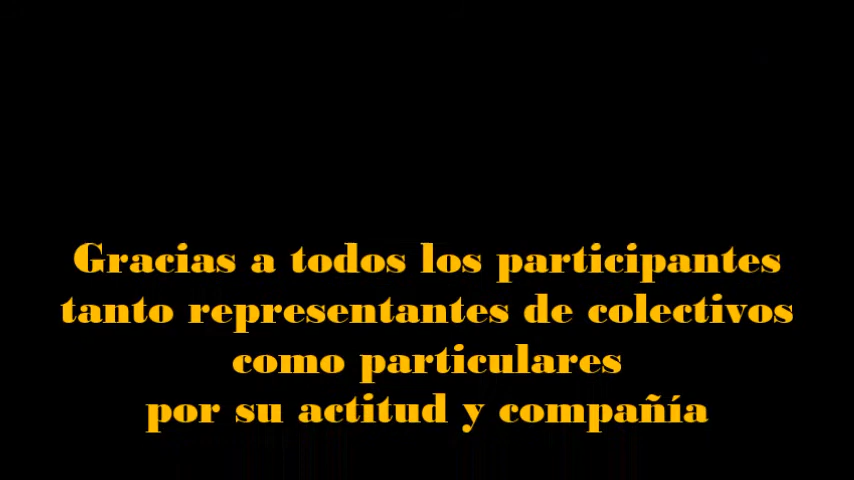 Gracias a todos los participantes
tanto representantes de colectivos
como particulares
por su actitud y compañía